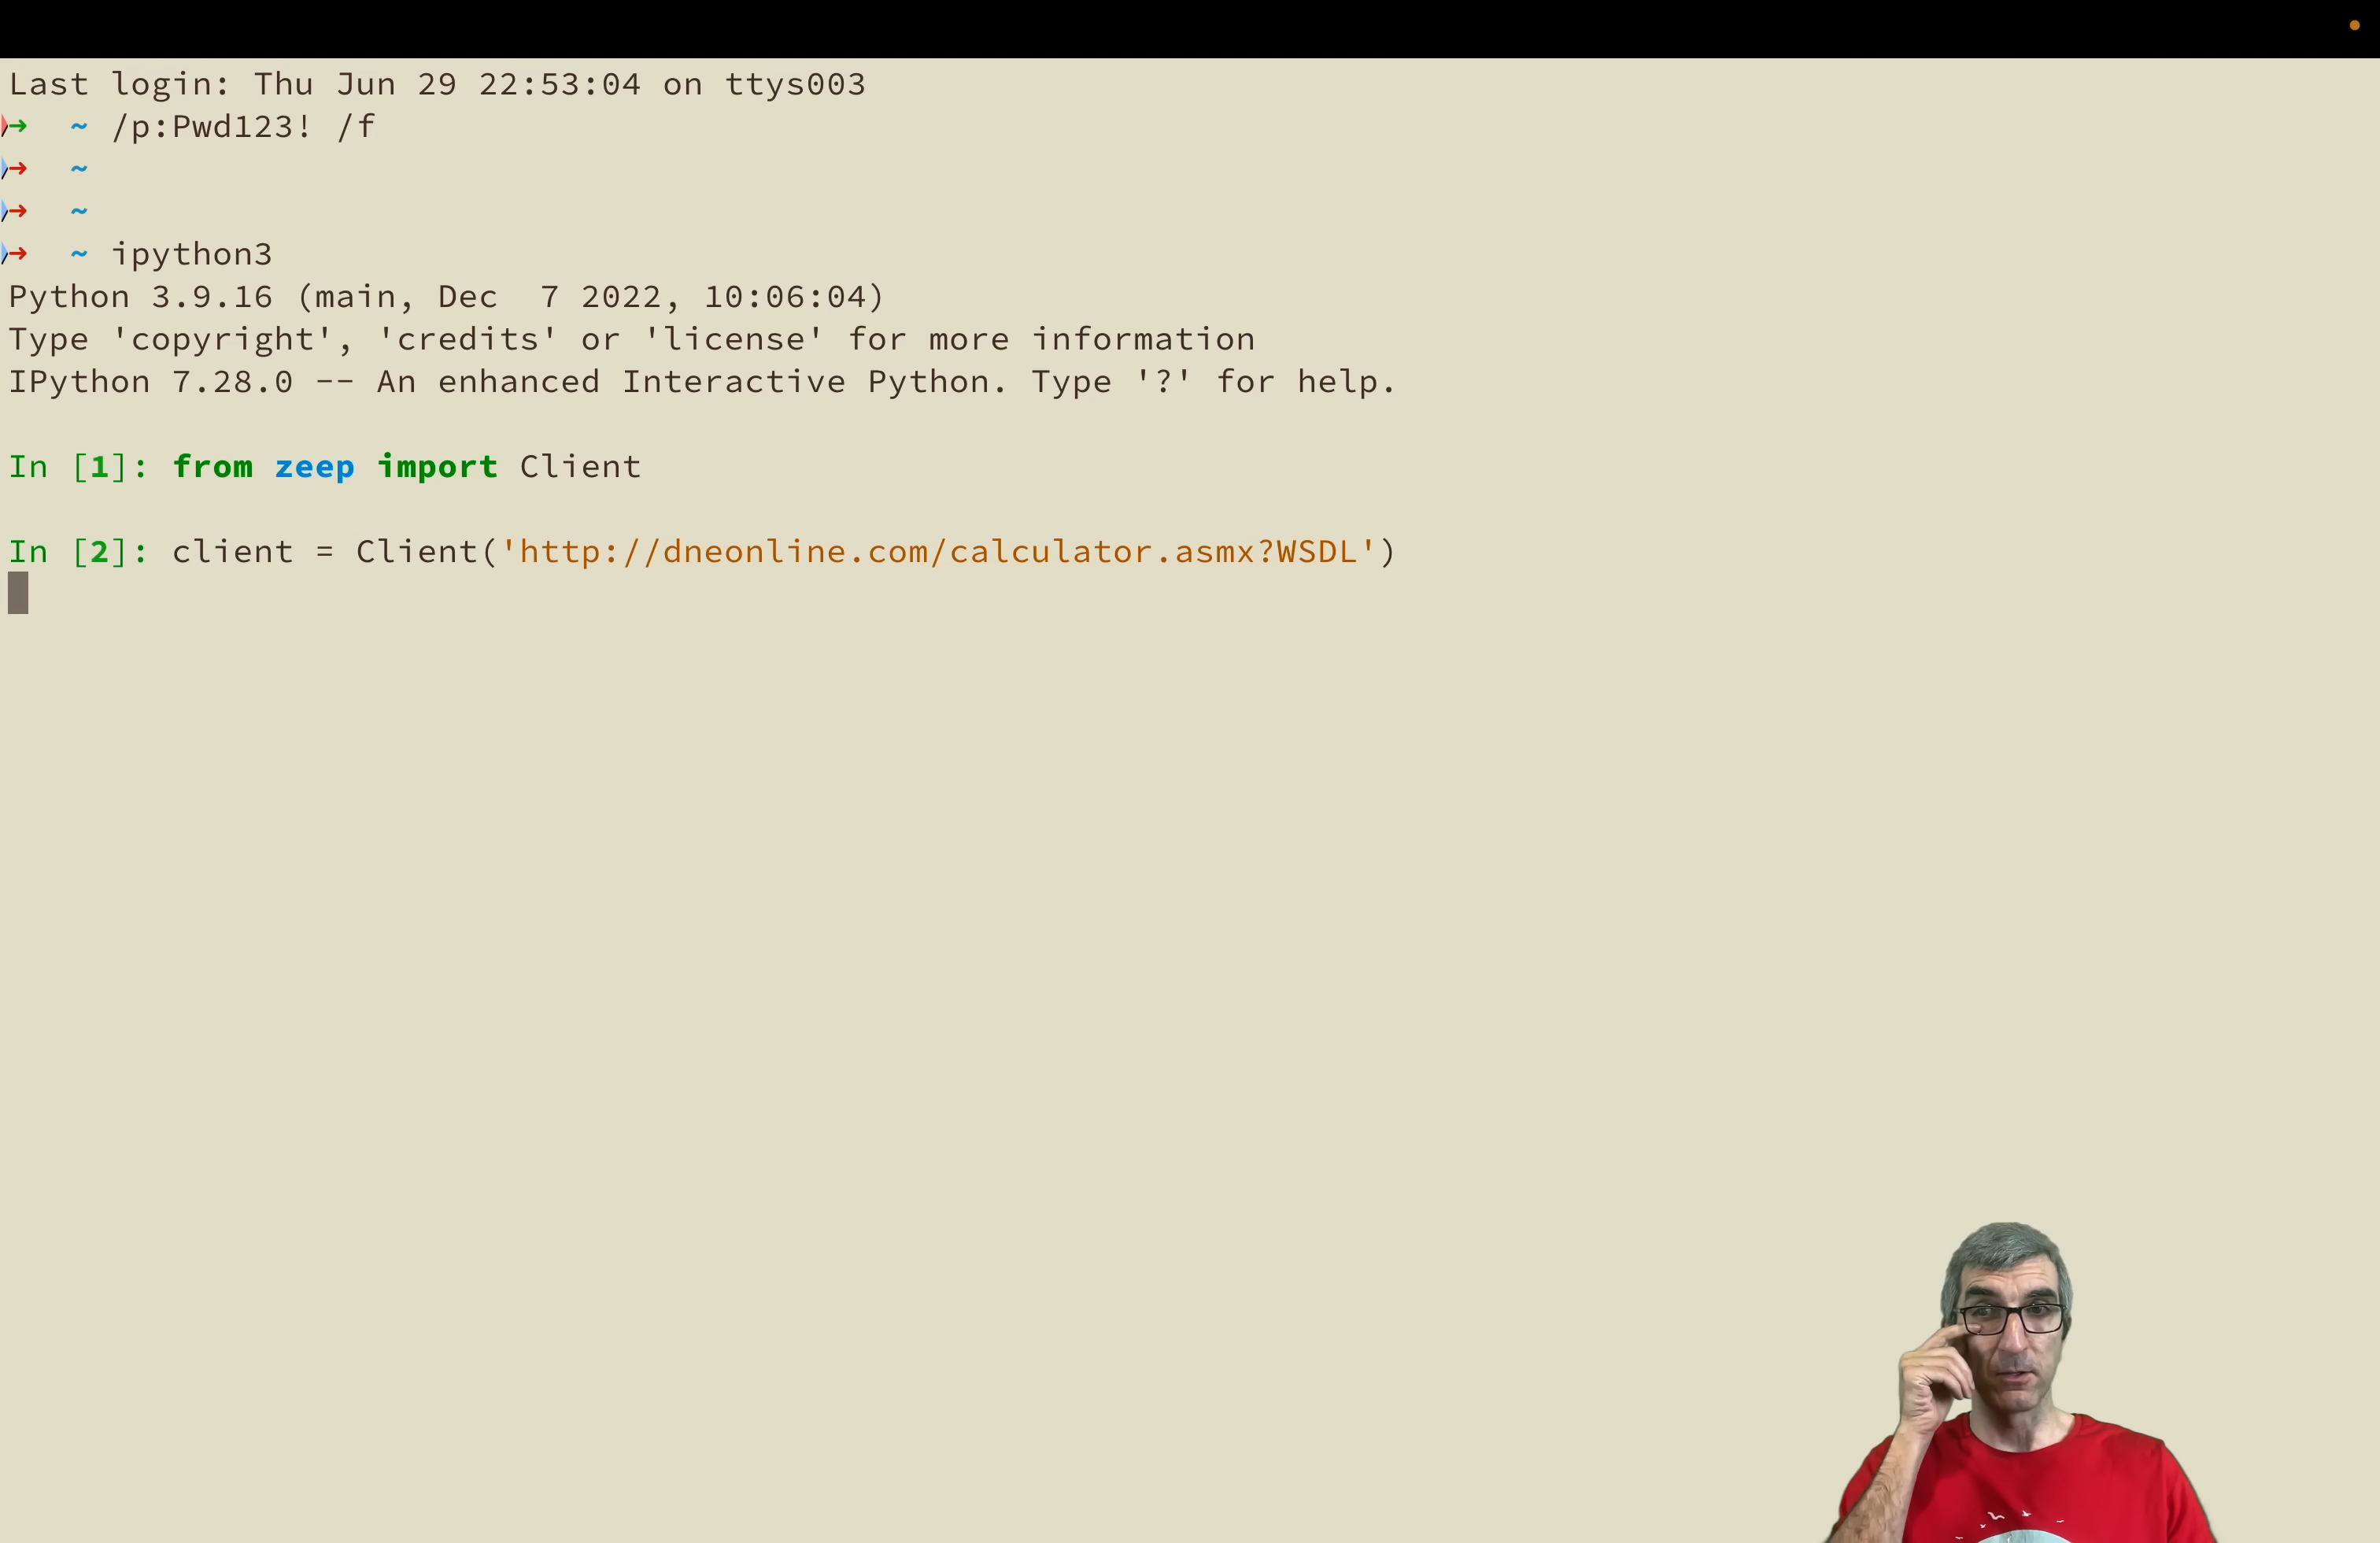 Last login: Thu Jun 29 22:53:04 on ttys003
→ ~ /p:Pwd123! /f
→ ~
→ ~
→ ~ ipython3
Python 3.9.16 (main, Dec  7 2022, 10:06:04)
Type 'copyright', 'credits' or 'license' for more information
IPython 7.28.0 -- An enhanced Interactive Python. Type '?' for help.
In [1]: from zeep import Client
In [2]: client = Client('http://dneonline.com/calculator.asmx?WSDL')